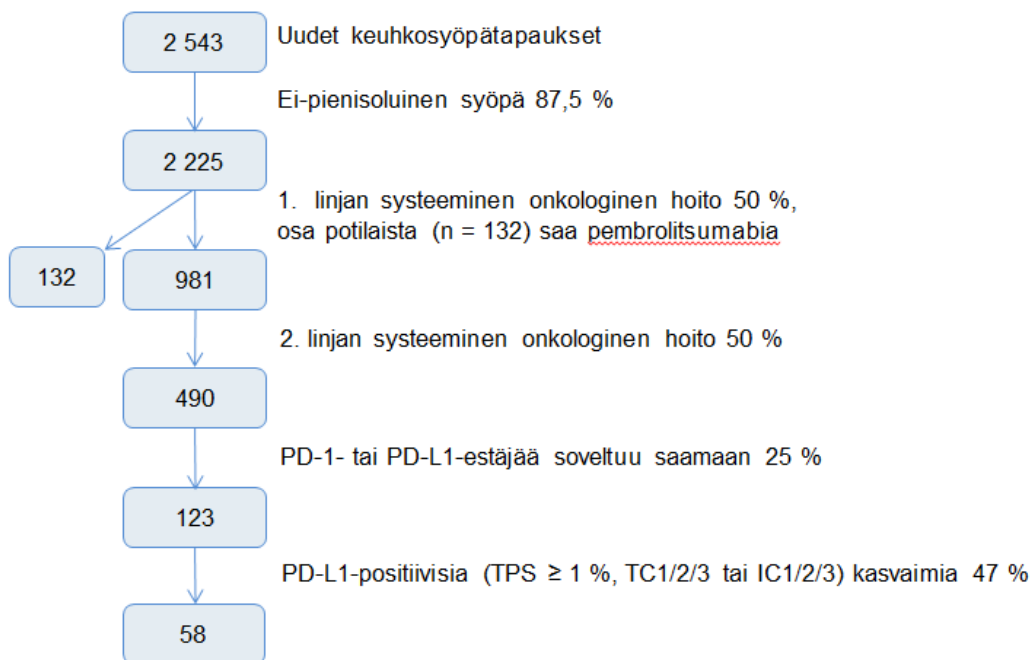 2 543
Uudet keuhkosyöpätapaukset
Ei-pienisoluinen syöpä 87,5 %
2 225
1. linjan systeeminen onkologinen hoito 50 %,
osa potilaista (n = 132) saa pembrolitsumabia
132
981
2. linjan systeeminen onkologinen hoito 50 %
490
PD-1- tai PD-L1-estäjää soveltuu saamaan 25 %
123
PD-L1-positiivisia (TPS ≥ 1 %, TC1/2/3 tai IC1/2/3) kasvaimia 47 %
58